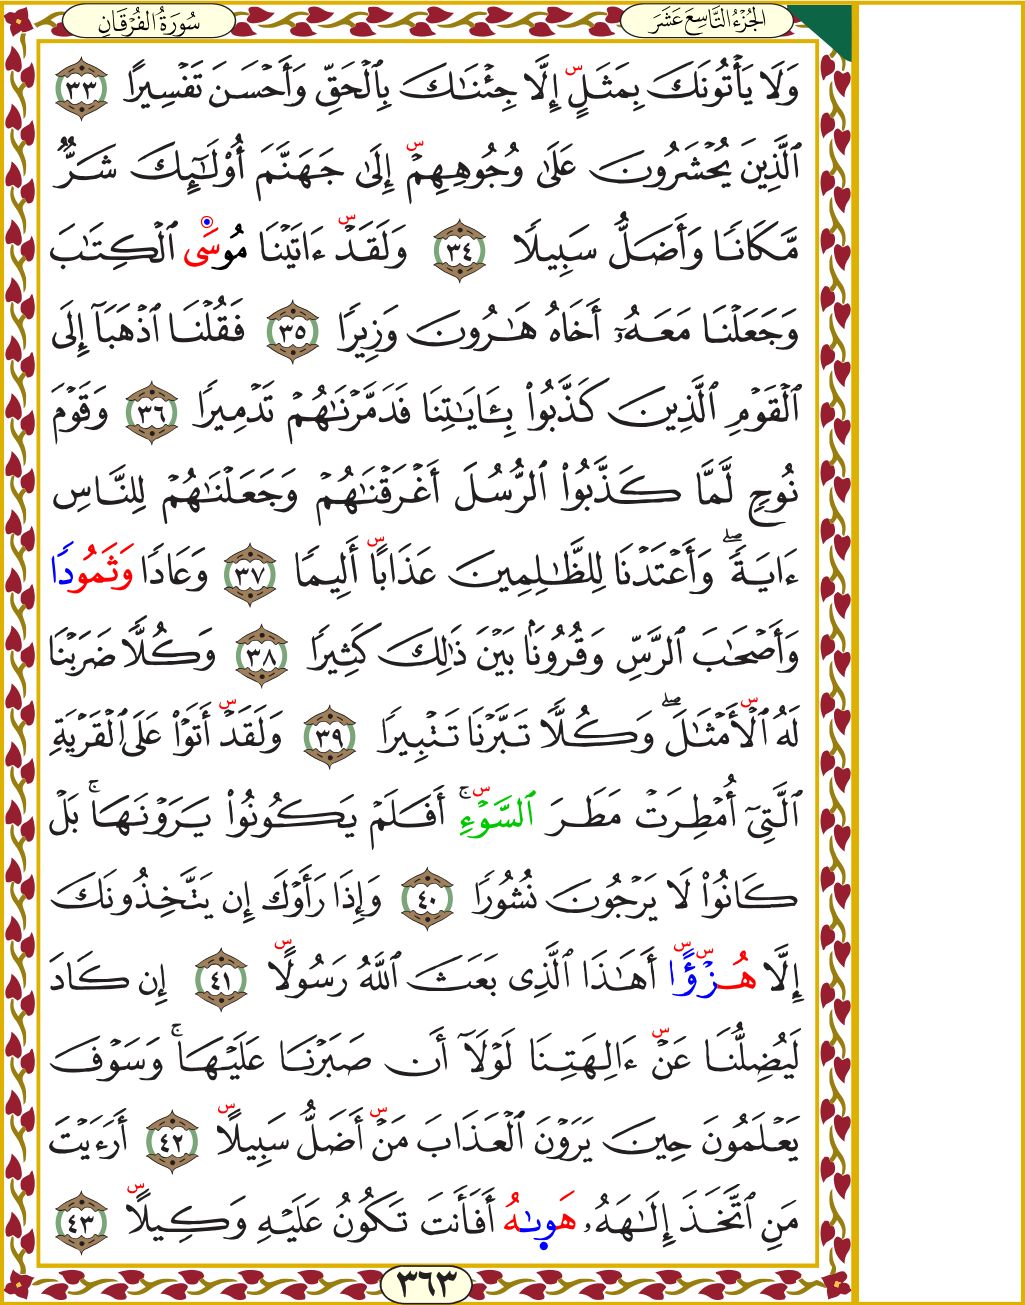 الجُزْءُ التَّاسِعَ عَشَرَ
سُورَةُ الفُرْقَانِ
وَلَا يَأْتُونَكَ بِمَثَلٍ إِلَّا جِئْنَٰكَ بِٱلْحَقِّ وَأَحْسَنَ تَفْسِيرًا ٣٣
ٱلَّذِينَ يُحْشَرُونَ عَلَىٰ وُجُوهِهِمْ إِلَىٰ جَهَنَّمَ أُوْلَٰٓئِكَ شَرٌّ
مَّكَانًا وَأَضَلُّ سَبِيلًا ٣٤ وَلَقَدْ ءَاتَيْنَا مُوسَى ٱلْكِتَٰبَ
وَجَعَلْنَا مَعَهُۥٓ أَخَاهُ هَٰرُونَ وَزِيرًا ٣٥ فَقُلْنَا ٱذْهَبَآ إِلَى
ٱلْقَوْمِ ٱلَّذِينَ كَذَّبُوا۟ بِـَٔايَٰتِنَا فَدَمَّرْنَٰهُمْ تَدْمِيرًا ٣٦ وَقَوْمَ
نُوحٍ لَّمَّا كَذَّبُوا۟ ٱلرُّسُلَ أَغْرَقْنَٰهُمْ وَجَعَلْنَٰهُمْ لِلنَّاسِ
ءَايَةً ۖ وَأَعْتَدْنَا لِلظَّٰلِمِينَ عَذَابًا أَلِيمًا ٣٧ وَعَادًا وَثَمُودًا
وَأَصْحَٰبَ ٱلرَّسِّ وَقُرُونًۢا بَيْنَ ذَٰلِكَ كَثِيرًا ٣٨ وَكُلًّا ضَرَبْنَا
لَهُ ٱلْأَمْثَٰلَ ۖ وَكُلًّا تَبَّرْنَا تَتْبِيرًا ٣٩ وَلَقَدْ أَتَوْا۟ عَلَى ٱلْقَرْيَةِ
ٱلَّتِىٓ أُمْطِرَتْ مَطَرَ ٱلسَّوْءِ ۚ أَفَلَمْ يَكُونُوا۟ يَرَوْنَهَا ۚ بَلْ
كَانُوا۟ لَا يَرْجُونَ نُشُورًا ٤٠ وَإِذَا رَأَوْكَ إِن يَتَّخِذُونَكَ
إِلَّا هُزْؤًا أَهَٰذَا ٱلَّذِى بَعَثَ ٱللَّهُ رَسُولًا ٤١ إِن كَادَ
لَيُضِلُّنَا عَنْ ءَالِهَتِنَا لَوْلَآ أَن صَبَرْنَا عَلَيْهَا ۚ وَسَوْفَ
يَعْلَمُونَ حِينَ يَرَوْنَ ٱلْعَذَابَ مَنْ أَضَلُّ سَبِيلًا ٤٢ أَرَءَيْتَ
مَنِ ٱتَّخَذَ إِلَٰهَهُۥ هَوَىٰهُ أَفَأَنتَ تَكُونُ عَلَيْهِ وَكِيلًا ٤٣
٣٦٣